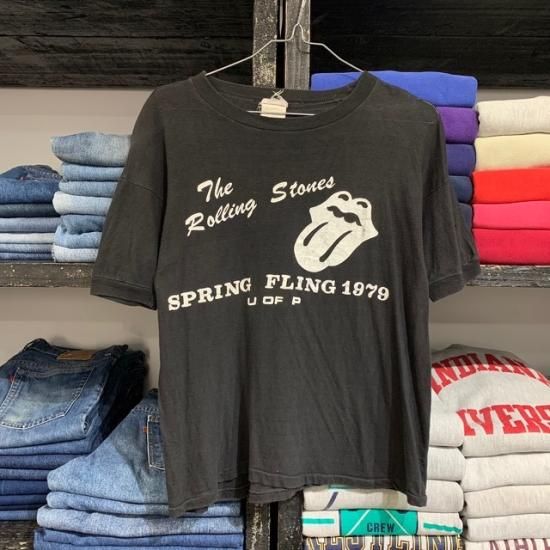 The
Rolling Stones
SPRING FLING 1979
U OF P
INDIANA
IVERS
CREW